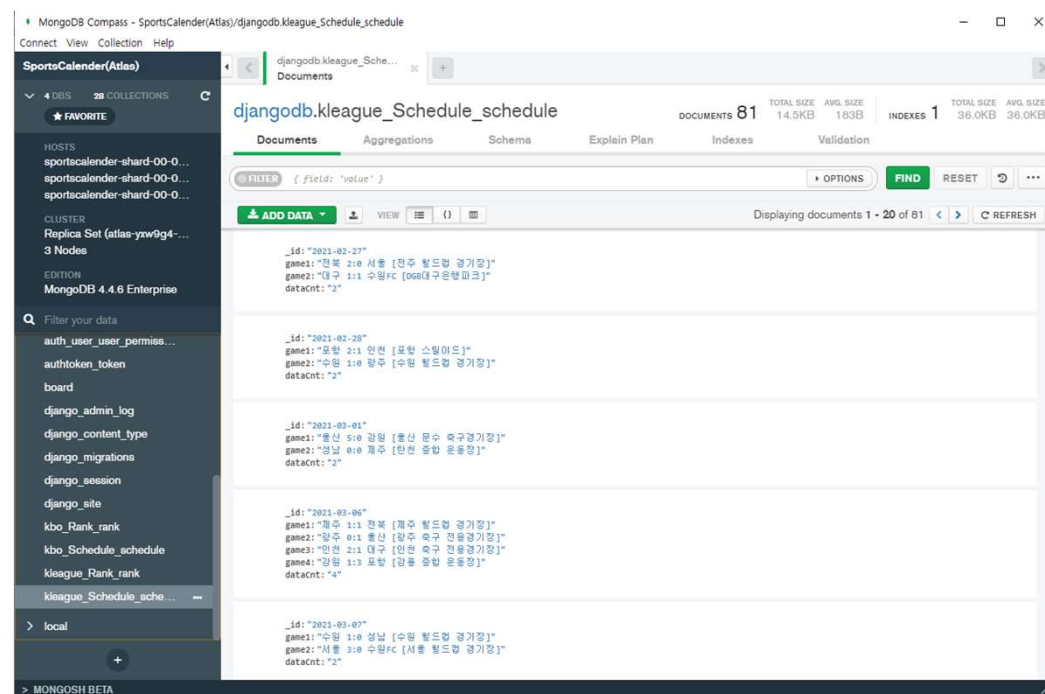 MongoDB Compass - SportsCalender(Atlas)/djangodb.kleague_Schedule_schedule
Connect View Collection Help
SportsCalender(Atlas)
4 DBS 28 COLLECTIONS
★ FAVORITE
HOSTS
sportscalender-shard-00-0...
sportscalender-shard-00-0...
sportscalender-shard-00-0...
CLUSTER
Replica Set (atlas-yxw9g4-...
3 Nodes
EDITION
MongoDB 4.4.6 Enterprise
Filter your data
auth_user_user_permiss...
authtoken_token
board
django_admin_log
django_content_type
django_migrations
django_session
django_site
kbo_Rank_rank
kbo_Schedule_schedule
kleague_Rank_rank
kleague_Schedule_sche...
local
> MONGOSH BETA
djangodb.kleague_Sche...
Documents
djangodb.kleague_Schedule_schedule
DOCUMENTS 81 TOTAL SIZE 14.5KB AVG. SIZE 183B INDEXES 1 TOTAL SIZE 36.0KB AVG. SIZE 36.0KB
Documents Aggregations Schema Explain Plan Indexes Validation
FILTER { field: 'value' } OPTIONS FIND RESET ...
ADD DATA VIEW {} Displaying documents 1 - 20 of 81 < > REFRESH
_id: "2021-02-27"
game1: "전북 2:0 서울 [전주 월드컵 경기장]"
game2: "대구 1:1 수원FC [DGB대구은행파크]"
dataCnt: "2"
_id: "2021-02-28"
game1: "포항 2:1 인천 [포항 스틸야드]"
game2: "수원 1:0 광주 [수원 월드컵 경기장]"
dataCnt: "2"
_id: "2021-03-01"
game1: "울산 5:0 강원 [울산 문수 축구경기장]"
game2: "성남 0:0 제주 [탄천 종합 운동장]"
dataCnt: "2"
_id: "2021-03-06"
game1: "제주 1:1 전북 [제주 월드컵 경기장]"
game2: "광주 0:1 울산 [광주 축구 전용경기장]"
game3: "인천 2:1 대구 [인천 축구 전용경기장]"
game4: "강원 1:3 포항 [강릉 종합 운동장]"
dataCnt: "4"
_id: "2021-03-07"
game1: "수원 1:0 성남 [수원 월드컵 경기장]"
game2: "서울 3:0 수원FC [서울 월드컵 경기장]"
dataCnt: "2"